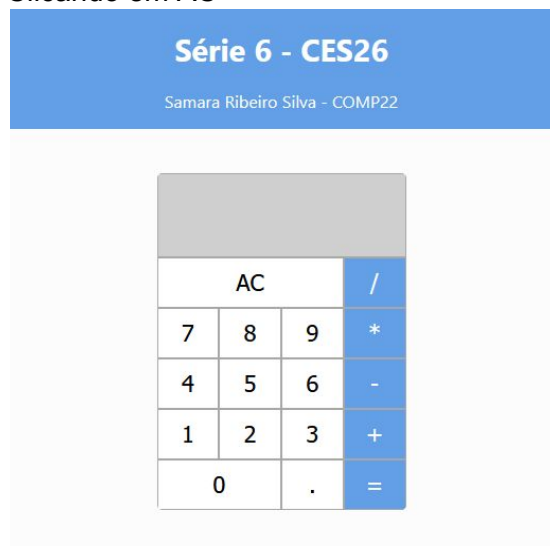 Série 6 - CES26
Samara Ribeiro Silva - COMP22
AC /
7 8 9 *
4 5 6 -
1 2 3 +
0 . =